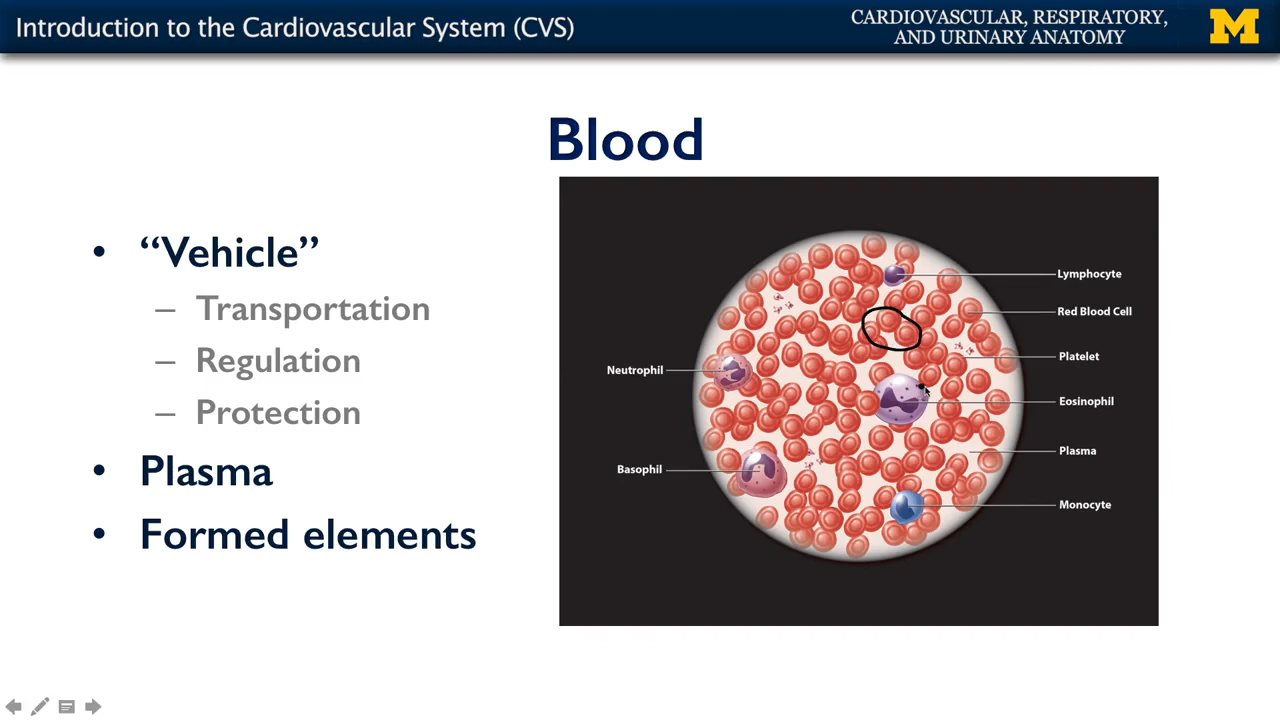 Introduction to the Cardiovascular System (CVS)
CARDIOVASCULAR, RESPIRATORY,
AND URINARY ANATOMY
M
Blood
• “Vehicle”
– Transportation
– Regulation
– Protection
• Plasma
• Formed elements
Lymphocyte
Red Blood Cell
Platelet
Neutrophil
Eosinophil
Plasma
Basophil
Monocyte